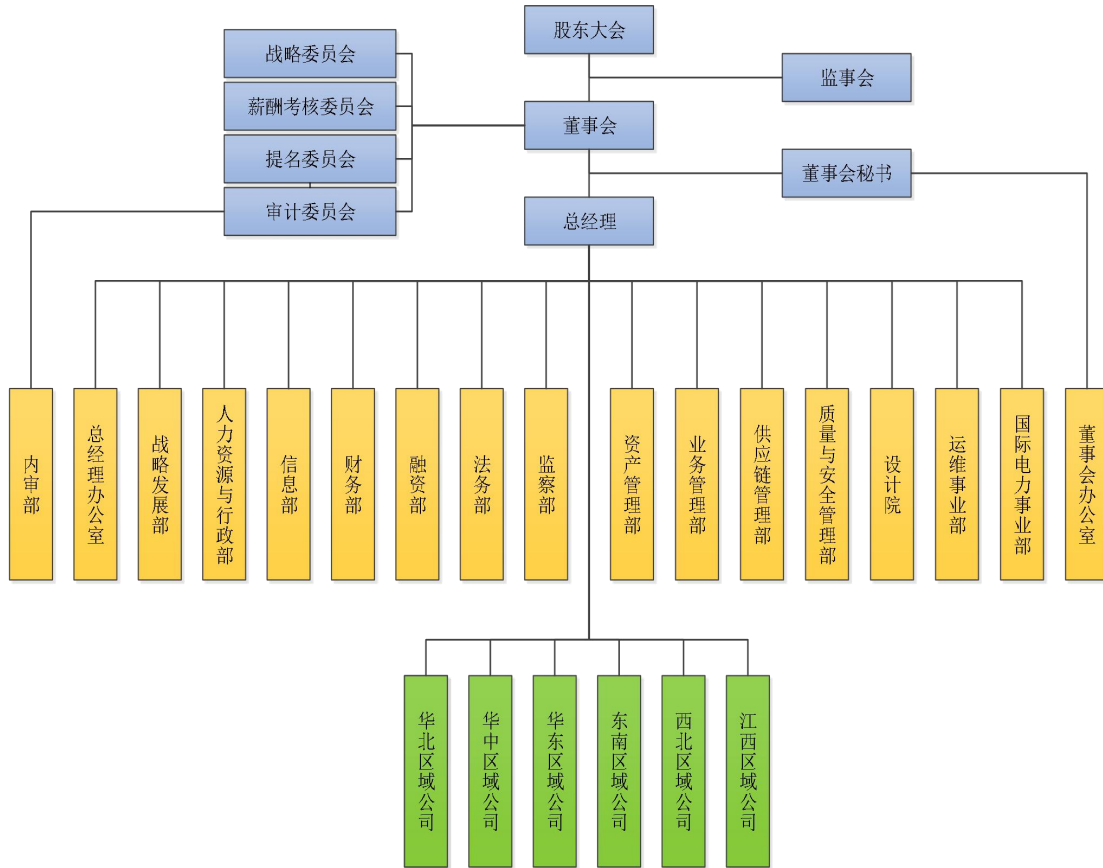 股东大会
战略委员会
监事会
薪酬考核委员会
董事会
提名委员会
董事会秘书
审计委员会
总经理
内审部
总经理办公室
战略发展部
人力资源与行政部
信息部
财务部
融资部
法务部
监察部
资产管理部
业务管理部
供应链管理部
质量与安全管理部
设计院
运维事业部
国际电力事业部
董事会办公室
华北区域公司
华中区域公司
华东区域公司
东南区域公司
西北区域公司
江西区域公司